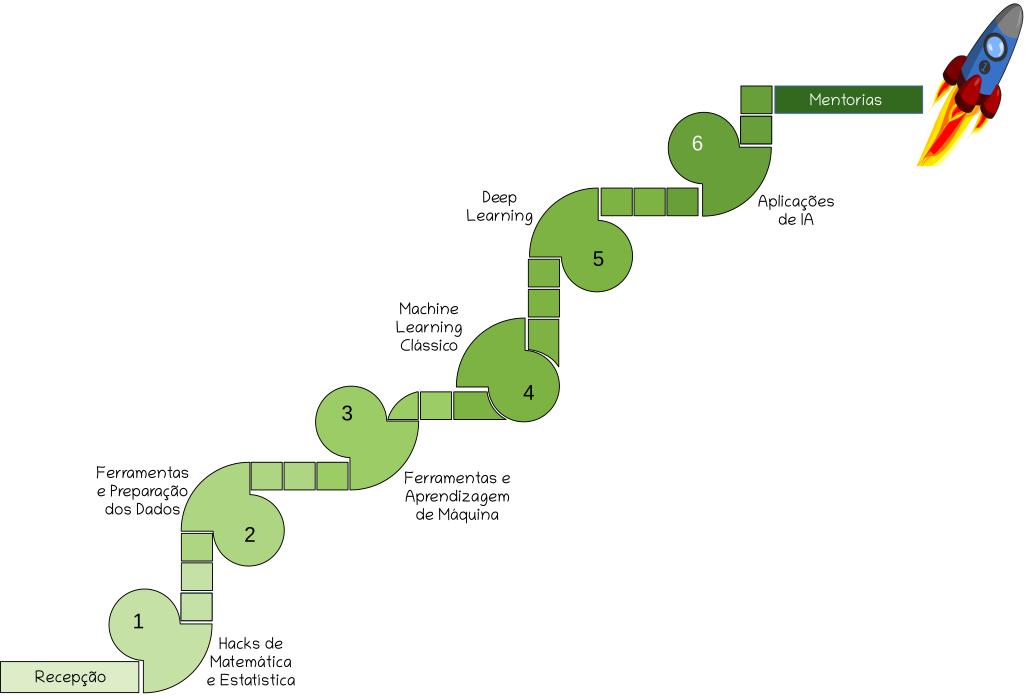 Mentorias
6
Aplicações
de IA
Deep
Learning
5
Machine
Learning
Clássico
4
3
Ferramentas e
Aprendizagem
de Máquina
Ferramentas
e Preparação
dos Dados
2
1
Hacks de
Matemática
e Estatística
Recepção